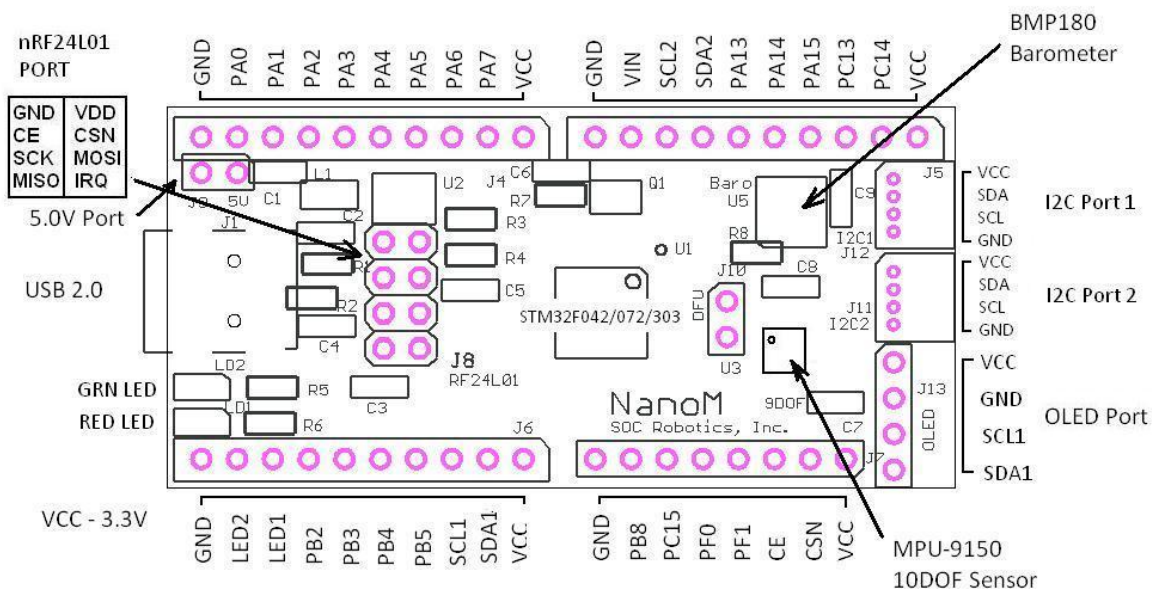 nRF24L01
PORT
GND VDD
CE CSN
SCK MOSI
MISO IRQ
GND PA0 PA1 PA2 PA3 PA4 PA5 PA6 PA7 VCC
GND VIN SCL2 SDA2 PA13 PA14 PA15 PC13 PC14 VCC
BMP180
Barometer
5.0V Port
5V
J1
C1
L1
C2
U2
J4
C6
R7
Q1
R3
R4
C5
Baro
U5
C9
R8
U1
J5
I2C1
J12
VCC
SDA
SCL
GND
I2C Port 1
VCC
SDA
SCL
GND
I2C Port 2
J11
I2C2
USB 2.0
R1
R2
C4
STM32F042/072/303
J10
DFU
C8
U3
J8
RF24L01
C3
GRN LED
LD2
R5
RED LED
LD1
R6
J6
NanoM
SOC Robotics, Inc.
9DOF
C7
J7
J13
OLED
VCC
GND
SCL1
SDA1
OLED Port
VCC - 3.3V
GND LED2 LED1 PB2 PB3 PB4 PB5 SCL1 SDA1 VCC
GND PB8 PC15 PF0 PF1 CE CSN VCC
MPU-9150
10DOF Sensor